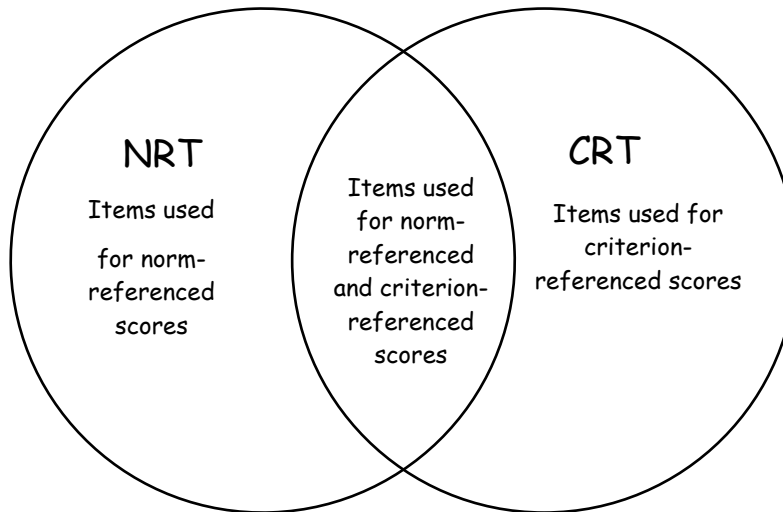 NRT
Items used
for norm-
referenced
scores
Items used
for norm-
referenced
and criterion-
referenced
scores
CRT
Items used for
criterion-
referenced scores